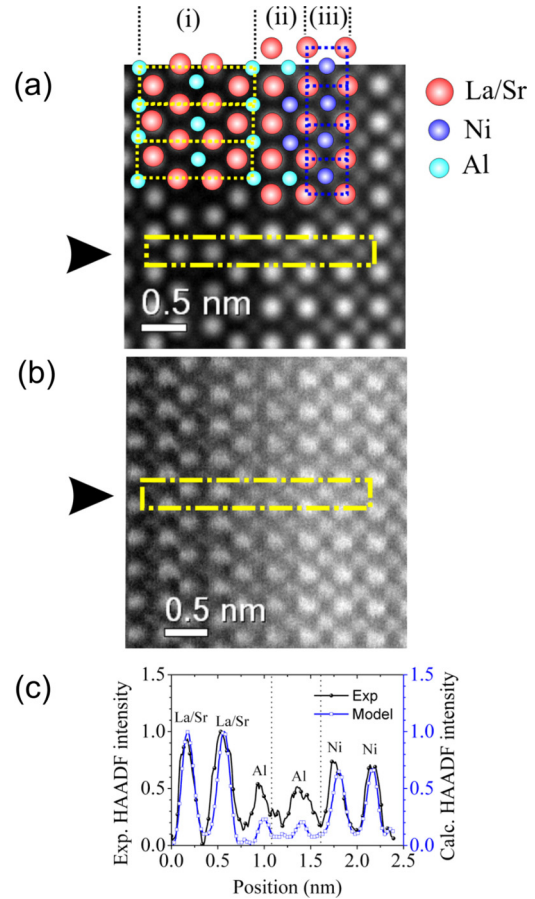 (i) (ii) (iii)
(a)
La/Sr
Ni
Al
0.5 nm
(b)
0.5 nm
(c)
Exp. HAADF intensity
1.5
1.0
0.5
0.0
La/Sr La/Sr Al Al Ni Ni
Exp
Model
1.5
1.0
0.5
0.0
Calc. HAADF intensity
0.0 0.5 1.0 1.5 2.0 2.5
Position (nm)